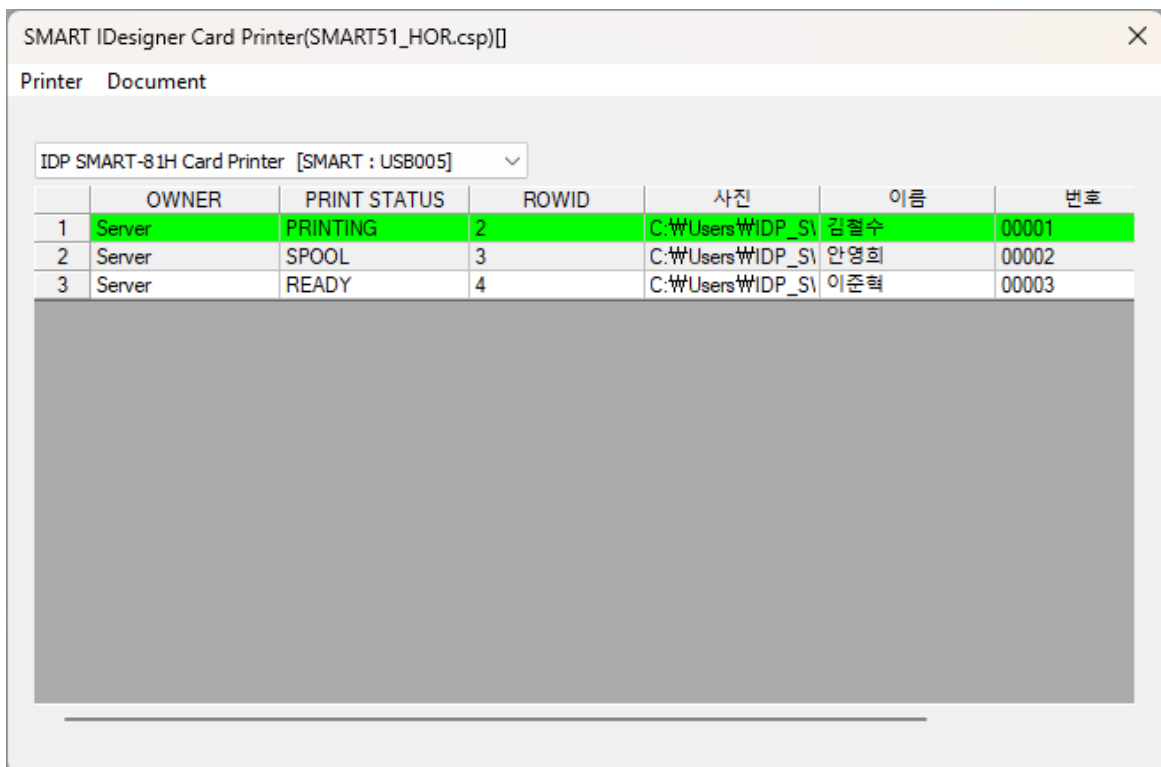 SMART IDesigner Card Printer(SMART51_HOR.csp)[]
Printer Document
IDP SMART-81H Card Printer [SMART : USB005]
OWNER PRINT STATUS ROWID 사진 이름 번호
1 Server PRINTING 2 C:₩Users₩IDP_S\ 김철수 00001
2 Server SPOOL 3 C:₩Users₩IDP_S\ 안영희 00002
3 Server READY 4 C:₩Users₩IDP_S\ 이준혁 00003